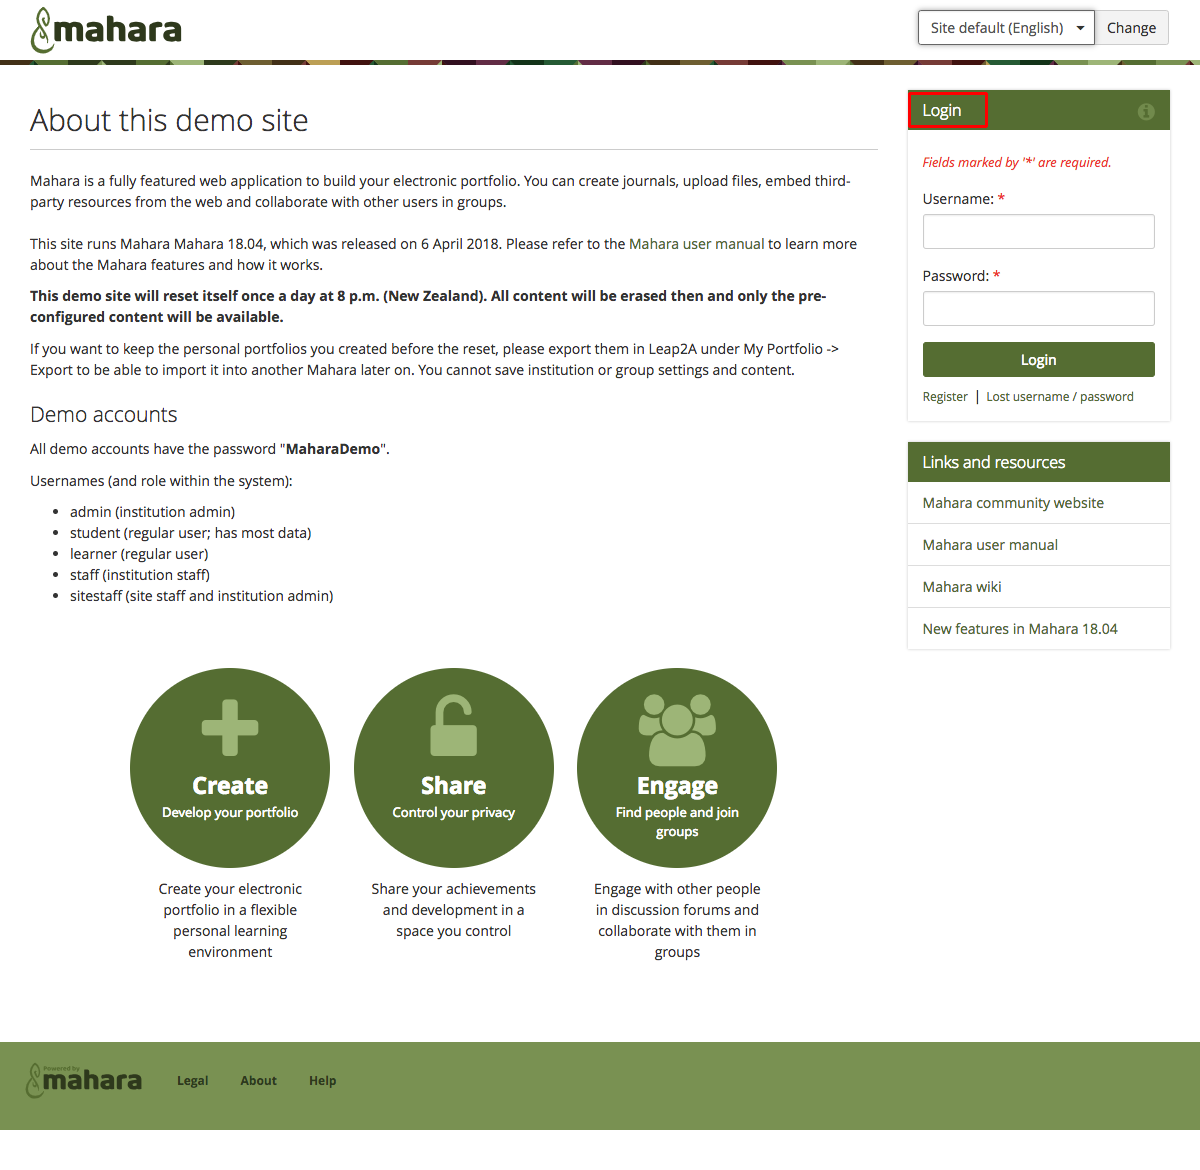 mahara
Site default (English)
Change
About this demo site
Mahara is a fully featured web application to build your electronic portfolio. You can create journals, upload files, embed third-
party resources from the web and collaborate with other users in groups.
This site runs Mahara Mahara 18.04, which was released on 6 April 2018. Please refer to the Mahara user manual to learn more
about the Mahara features and how it works.
This demo site will reset itself once a day at 8 p.m. (New Zealand). All content will be erased then and only the pre-
configured content will be available.
If you want to keep the personal portfolios you created before the reset, please export them in Leap2A under My Portfolio ->
Export to be able to import it into another Mahara later on. You cannot save institution or group settings and content.
Demo accounts
All demo accounts have the password "MaharaDemo".
Usernames (and role within the system):
• admin (institution admin)
• student (regular user; has most data)
• learner (regular user)
• staff (institution staff)
• sitestaff (site staff and institution admin)
Login
Fields marked by '*' are required.
Username: *
Password: *
Login
Register | Lost username / password
Links and resources
Mahara community website
Mahara user manual
Mahara wiki
New features in Mahara 18.04
Create
Develop your portfolio
Create your electronic
portfolio in a flexible
personal learning
environment
Share
Control your privacy
Share your achievements
and development in a
space you control
Engage
Find people and join
groups
Engage with other people
in discussion forums and
collaborate with them in
groups
Powered by
mahara
Legal
About
Help